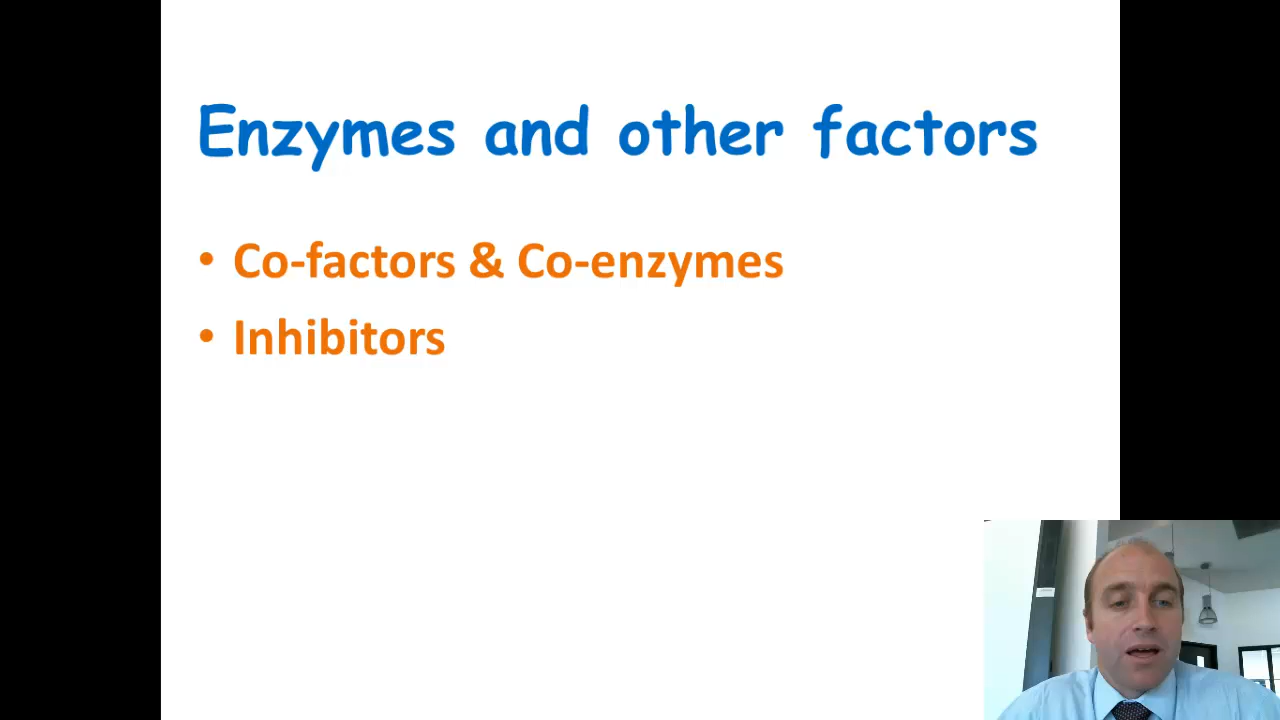 Enzymes and other factors
• Co-factors & Co-enzymes
• Inhibitors